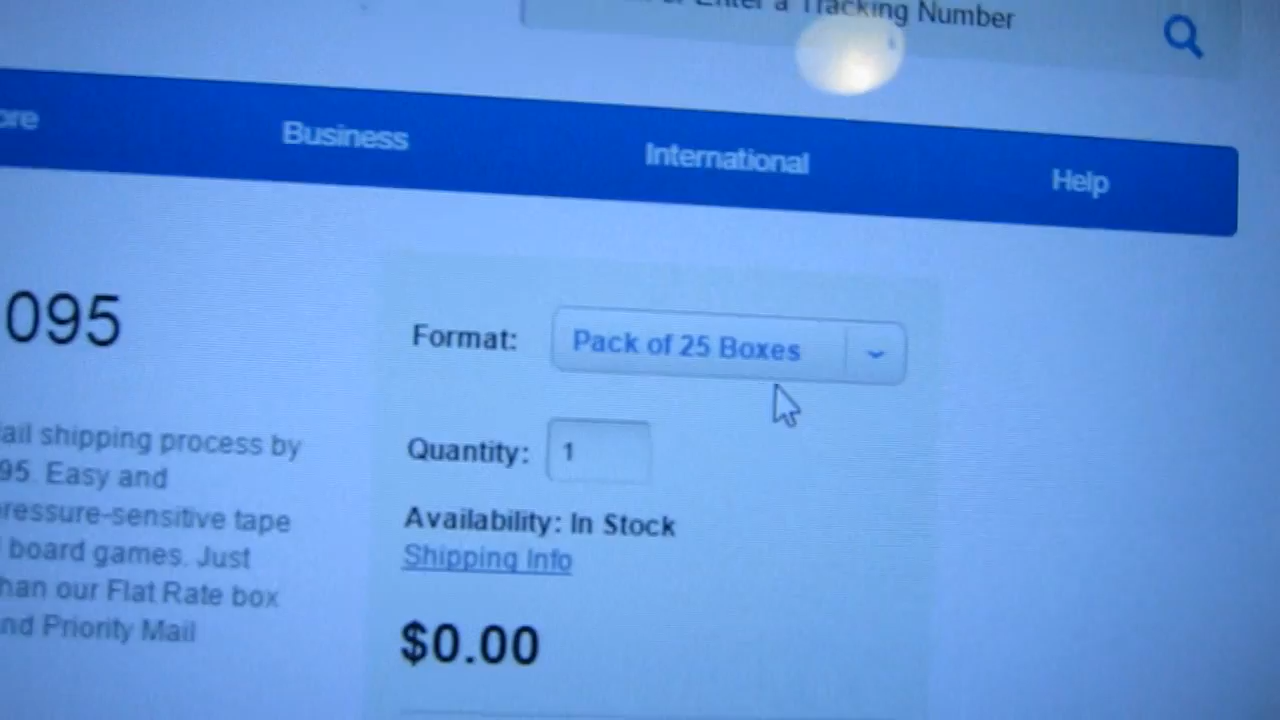 Enter a Tracking Number
Business
International
Help
095
Format:
Pack of 25 Boxes
Quantity:
1
ail shipping process by
95. Easy and
ressure-sensitive tape
board games. Just
han our Flat Rate box
nd Priority Mail
Availability: In Stock
Shipping Info
$0.00